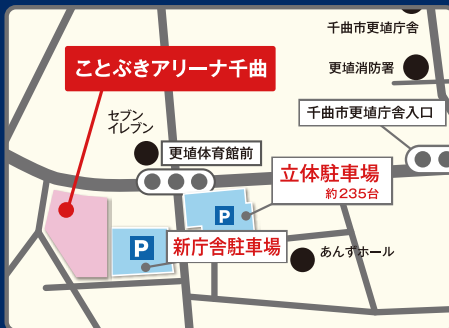 千曲市更埴庁舎
ことぶきアリーナ千曲
更埴消防署
セブン
イレブン
千曲市更埴庁舎入口
更埴体育館前
立体駐車場
約235台
P
P
新庁舎駐車場
あんずホール